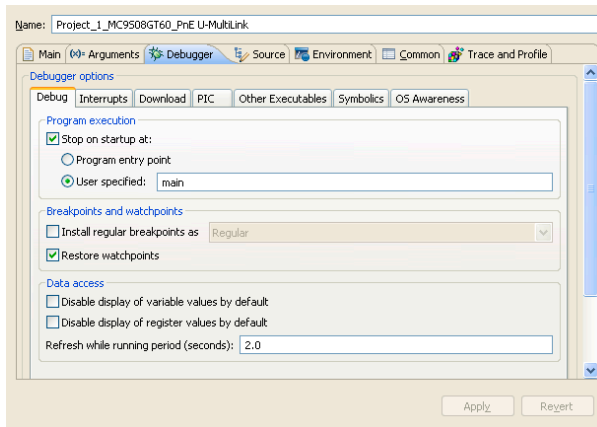 Name: Project_1_MC9S08GT60_PnE U-MultiLink
Main (x)= Arguments Debugger Source Environment Common Trace and Profile
Debugger options
Debug Interrupts Download PIC Other Executables Symbolics OS Awareness
Program execution
Stop on startup at:
Program entry point
User specified: main
Breakpoints and watchpoints
Install regular breakpoints as Regular
Restore watchpoints
Data access
Disable display of variable values by default
Disable display of register values by default
Refresh while running period (seconds): 2.0
Apply Revert